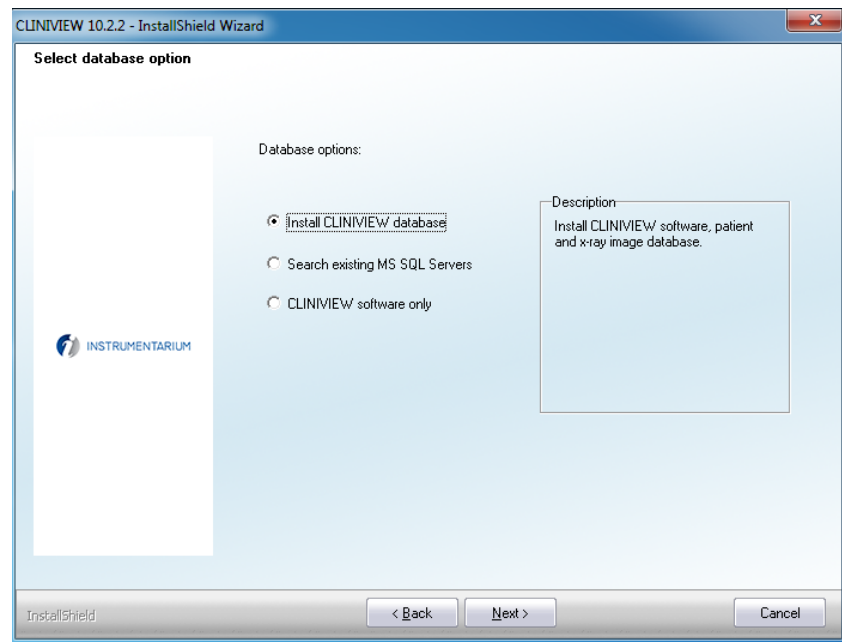 CLINIVIEW 10.2.2 - InstallShield Wizard
Select database option
Database options:
Install CLINIVIEW database
Search existing MS SQL Servers
CLINIVIEW software only
Description
Install CLINIVIEW software, patient
and x-ray image database.
INSTRUMENTARIUM
InstallShield
< Back
Next >
Cancel